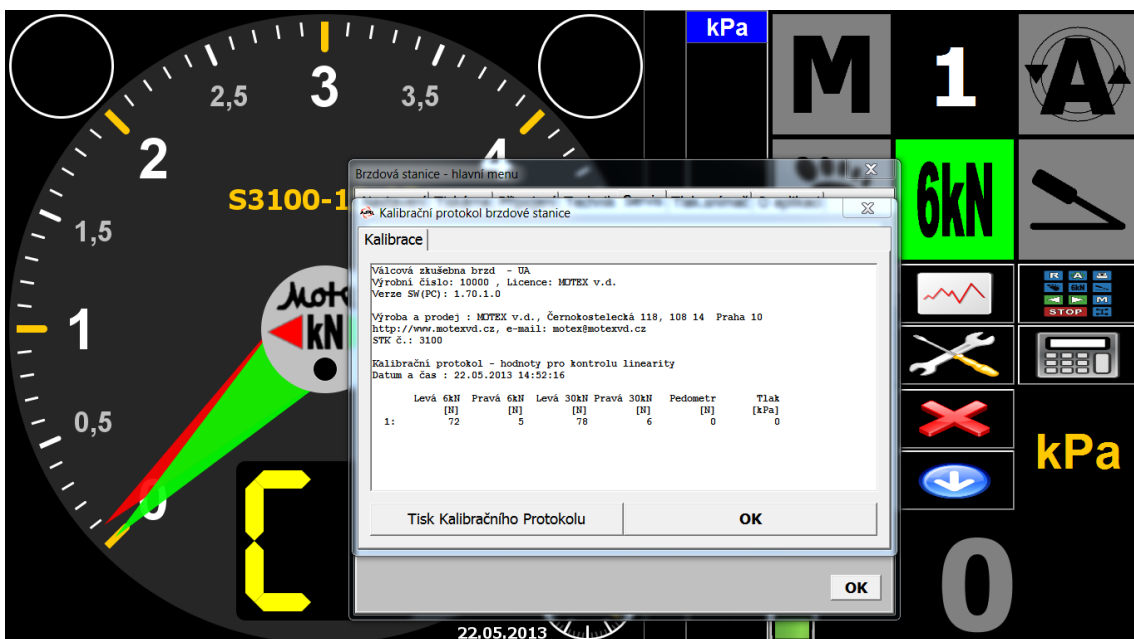 kPa
M
1
A
2,5
3
3,5
2
4
S3100-1
1,5
1
0,5
0
kN
6kN
R A
6kN
M
STOP
Brzdová stanice - hlavní menu
Servis
Kalibrační protokol brzdové stanice
Kalibrace
Válcová zkušebna brzd - UA
Výrobní číslo: 10000 , Licence: MOTEX v.d.
Verze SW(PC): 1.70.1.0
Výroba a prodej : MOTEX v.d., Černokostelecká 118, 108 14 Praha 10
http://www.motexvd.cz, e-mail: motex@motexvd.cz
STK č.: 3100
Kalibrační protokol - hodnoty pro kontrolu linearity
Datum a čas : 22.05.2013 14:52:16
Levá 6kN Pravá 6kN Levá 30kN Pravá 30kN Pedometr Tlak
[N] [N] [N] [N] [N] [kPa]
1: 72 5 78 6 0 0
Tisk Kalibračního Protokolu
OK
OK
kPa
0
22.05.2013